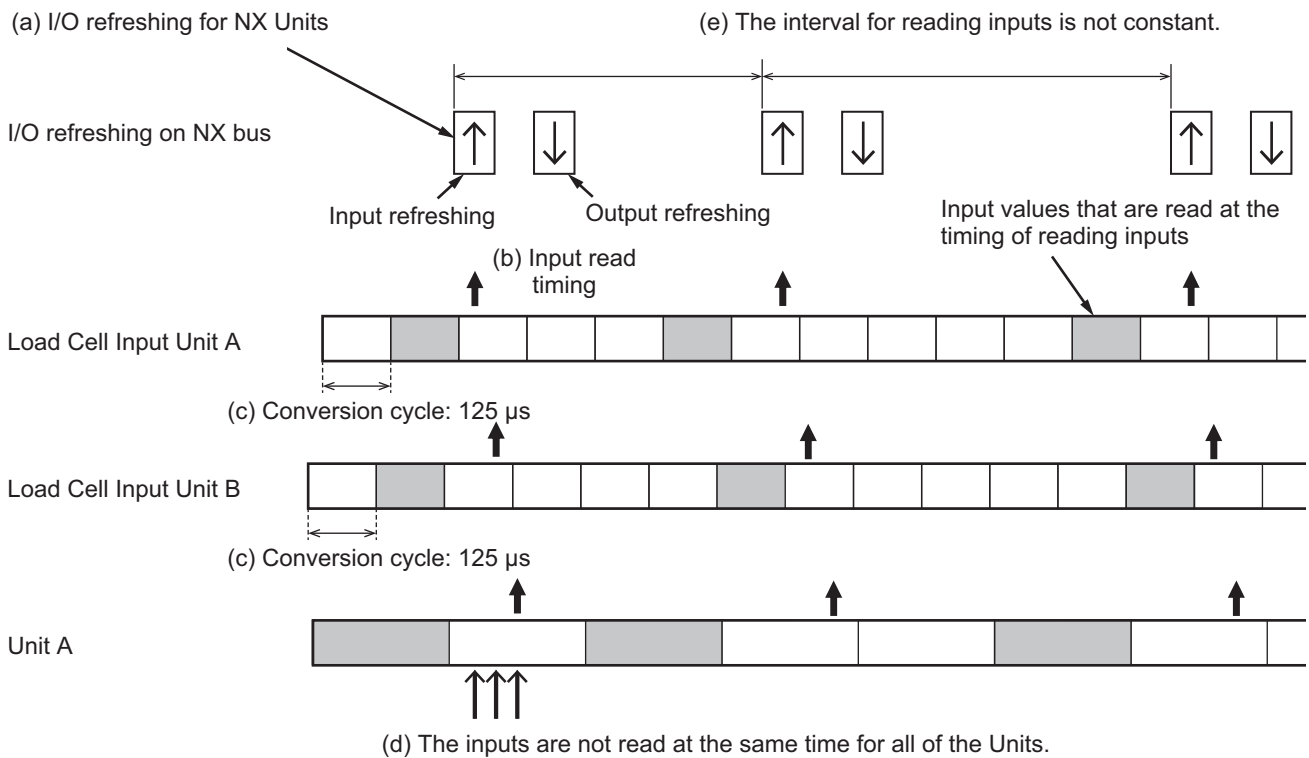 (a) I/O refreshing for NX Units
(e) The interval for reading inputs is not constant.
I/O refreshing on NX bus
Input refreshing
Output refreshing
Input values that are read at the
timing of reading inputs
(b) Input read
timing
Load Cell Input Unit A
(c) Conversion cycle: 125 µs
Load Cell Input Unit B
(c) Conversion cycle: 125 µs
Unit A
(d) The inputs are not read at the same time for all of the Units.